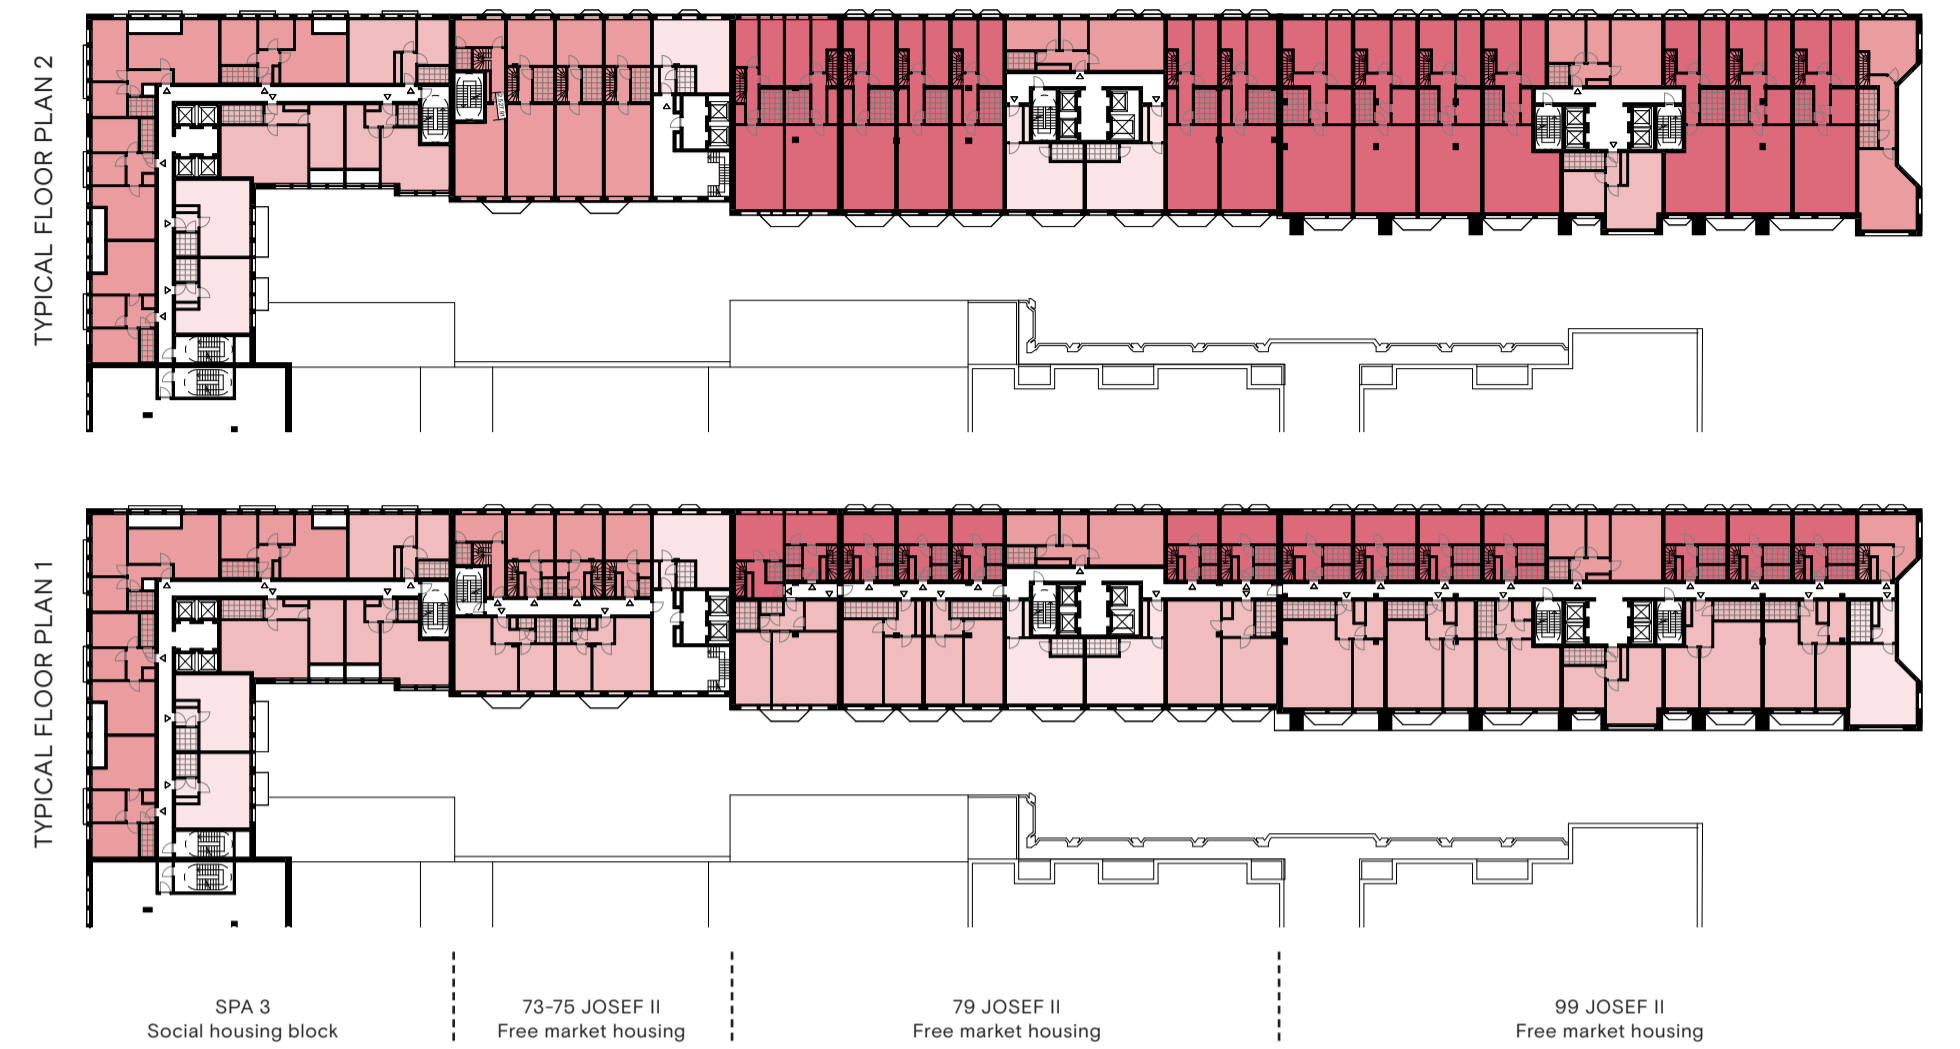 TYPICAL FLOOR PLAN 2
TYPICAL FLOOR PLAN 1
SPA 3
Social housing block
73-75 JOSEF II
Free market housing
79 JOSEF II
Free market housing
99 JOSEF II
Free market housing